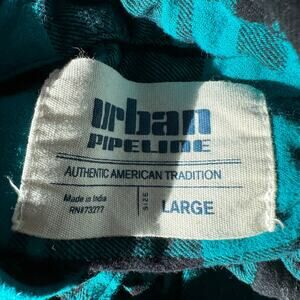 urban
PIPELINE
AUTHENTIC AMERICAN TRADITION
Made in India
RN#73277
SIZE
LARGE